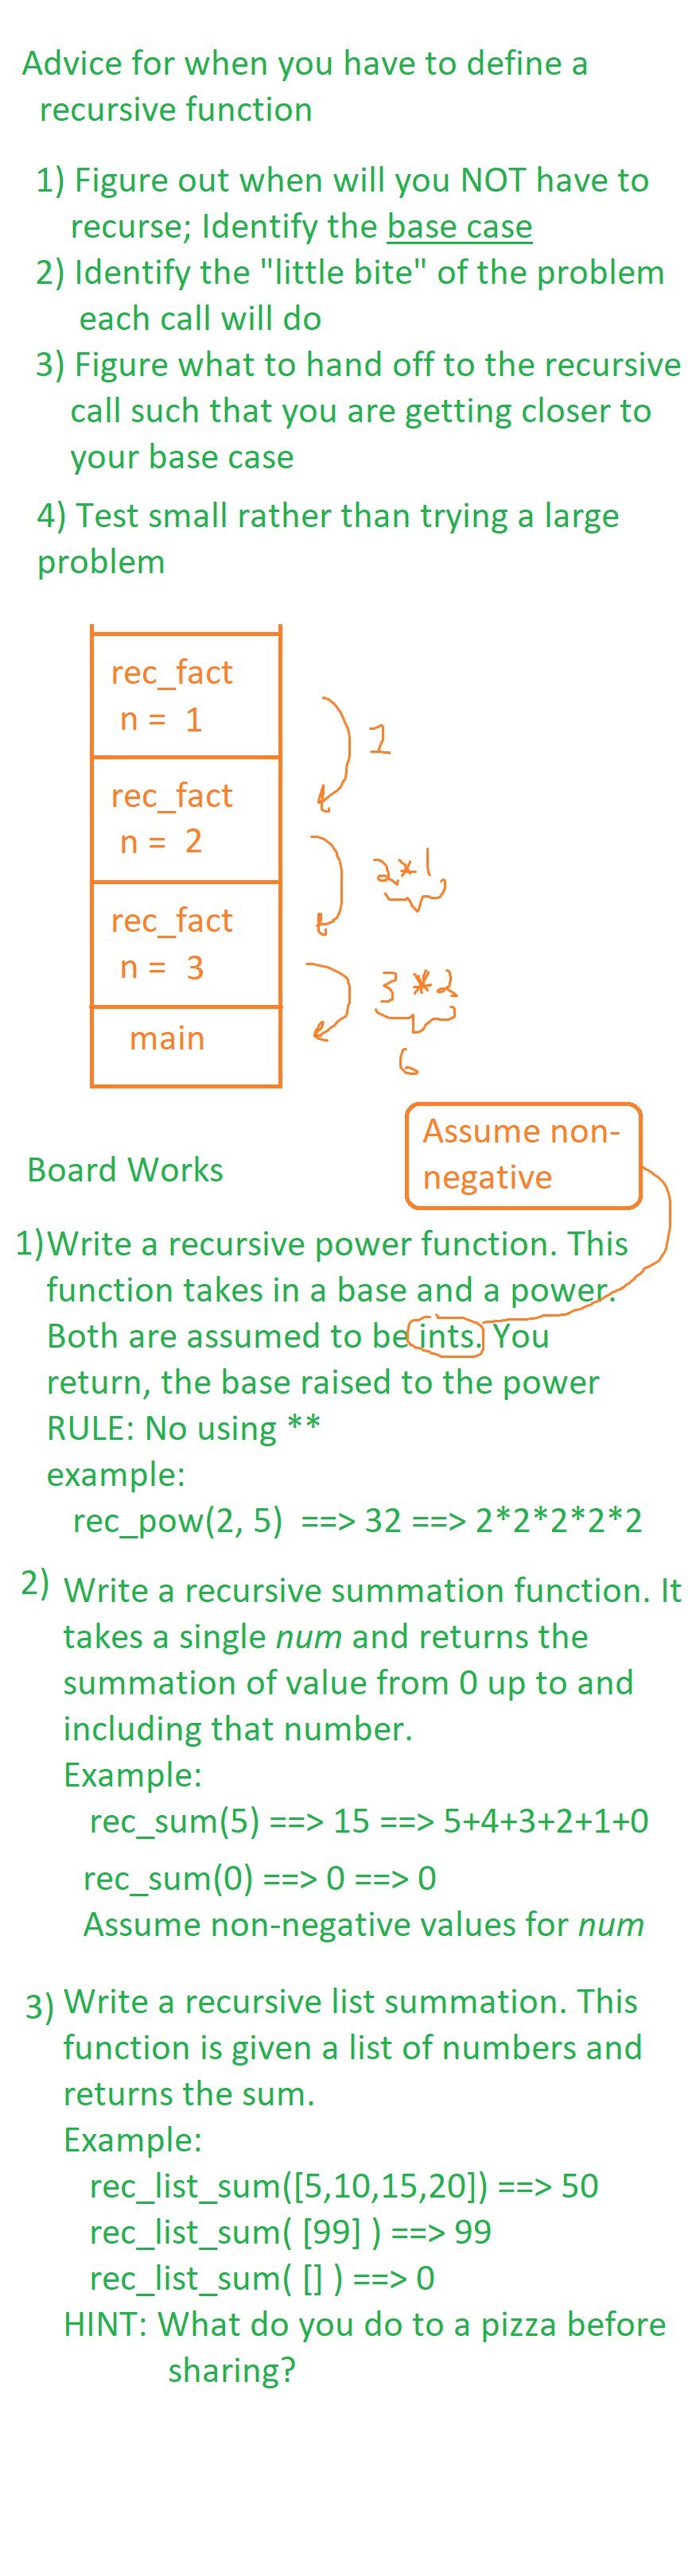 Advice for when you have to define a
recursive function
1) Figure out when will you NOT have to
recurse; Identify the base case
2) Identify the "little bite" of the problem
each call will do
3) Figure what to hand off to the recursive
call such that you are getting closer to
your base case
4) Test small rather than trying a large
problem
rec_fact
n = 1
1
rec_fact
n = 2
2*1
rec_fact
n = 3
3*2
main
6
Assume non-
negative
Board Works
1)Write a recursive power function. This
function takes in a base and a power.
Both are assumed to be ints. You
return, the base raised to the power
RULE: No using **
example:
rec_pow(2, 5) ==> 32 ==> 2*2*2*2*2
2) Write a recursive summation function. It
takes a single num and returns the
summation of value from 0 up to and
including that number.
Example:
rec_sum(5) ==> 15 ==> 5+4+3+2+1+0
rec_sum(0) ==> 0 ==> 0
Assume non-negative values for num
3) Write a recursive list summation. This
function is given a list of numbers and
returns the sum.
Example:
rec_list_sum([5,10,15,20]) ==> 50
rec_list_sum( [99] ) ==> 99
rec_list_sum( [] ) ==> 0
HINT: What do you do to a pizza before
sharing?